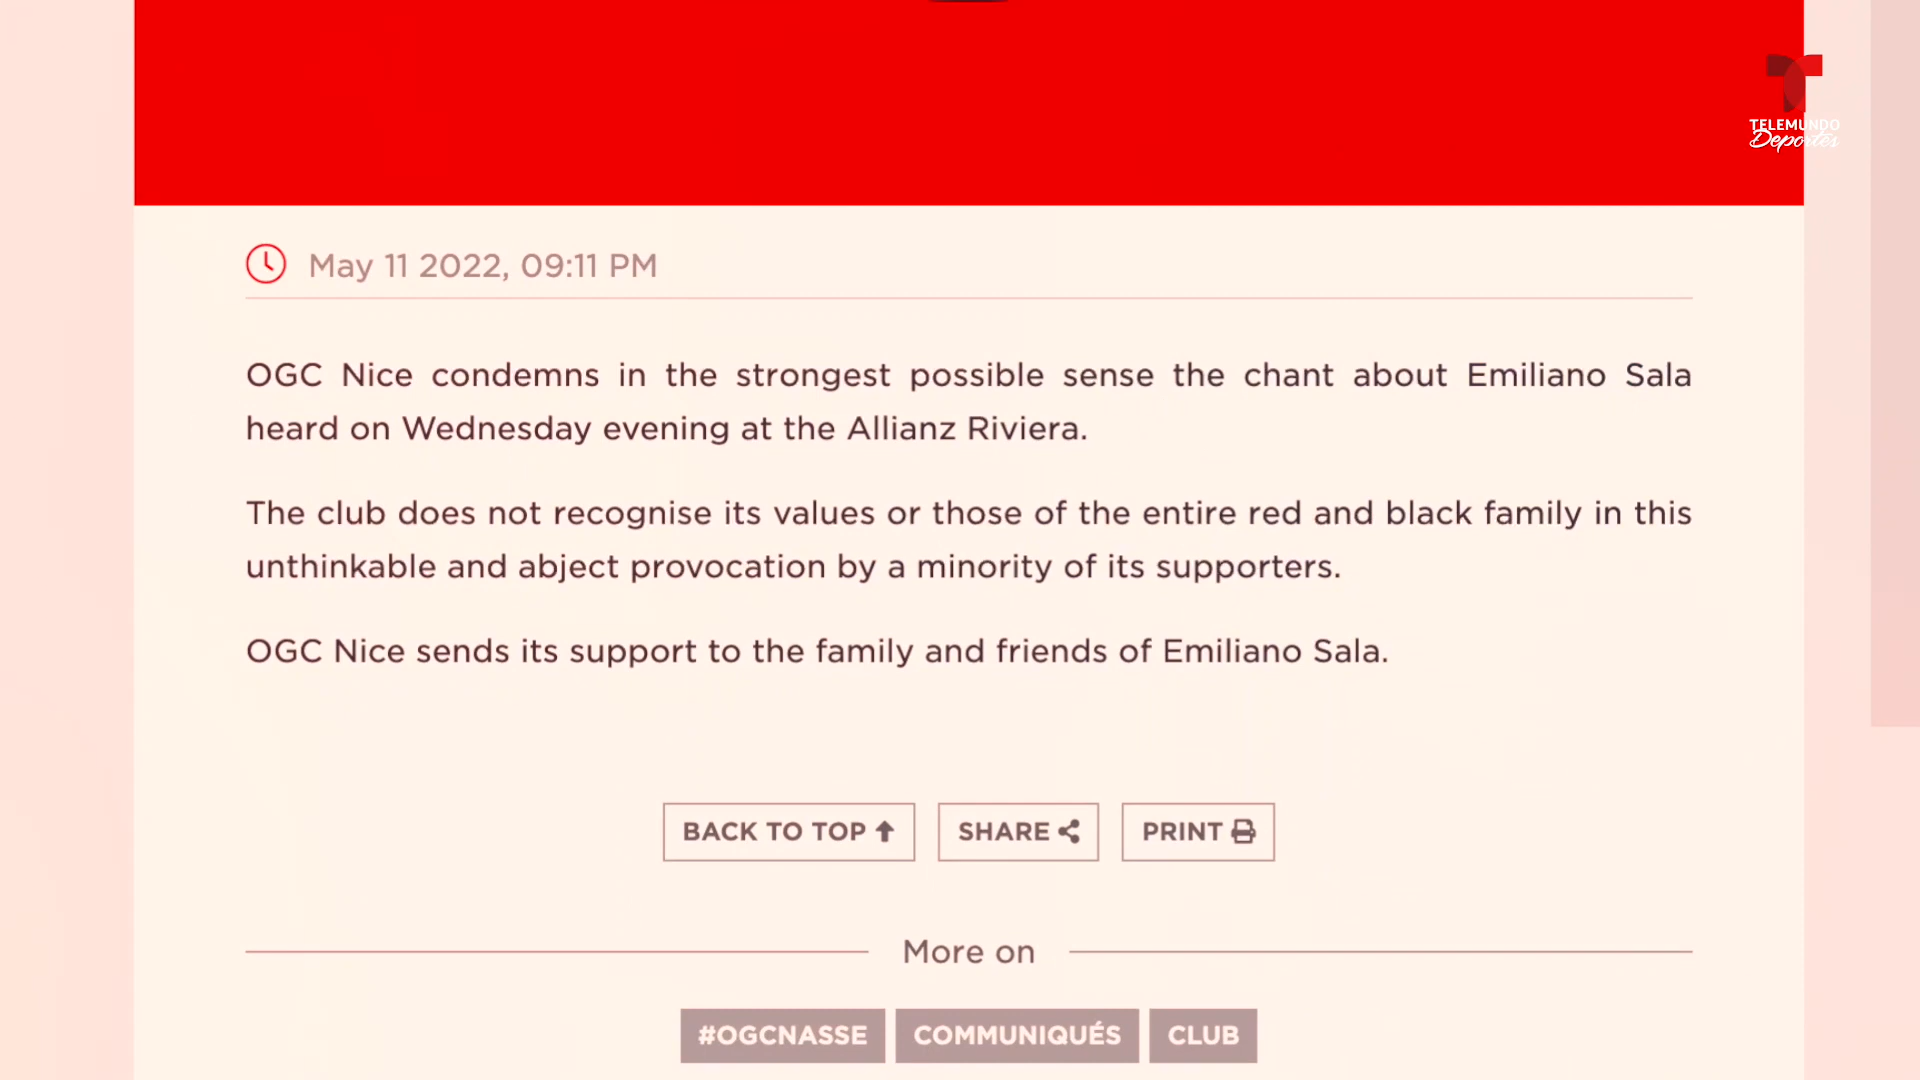 TELEMUNDO
Deportes
May 11 2022, 09:11 PM
OGC Nice condemns in the strongest possible sense the chant about Emiliano Sala
heard on Wednesday evening at the Allianz Riviera.
The club does not recognise its values or those of the entire red and black family in this
unthinkable and abject provocation by a minority of its supporters.
OGC Nice sends its support to the family and friends of Emiliano Sala.
BACK TO TOP
SHARE
PRINT
More on
#OGCNASSE
COMMUNIQUÉS
CLUB